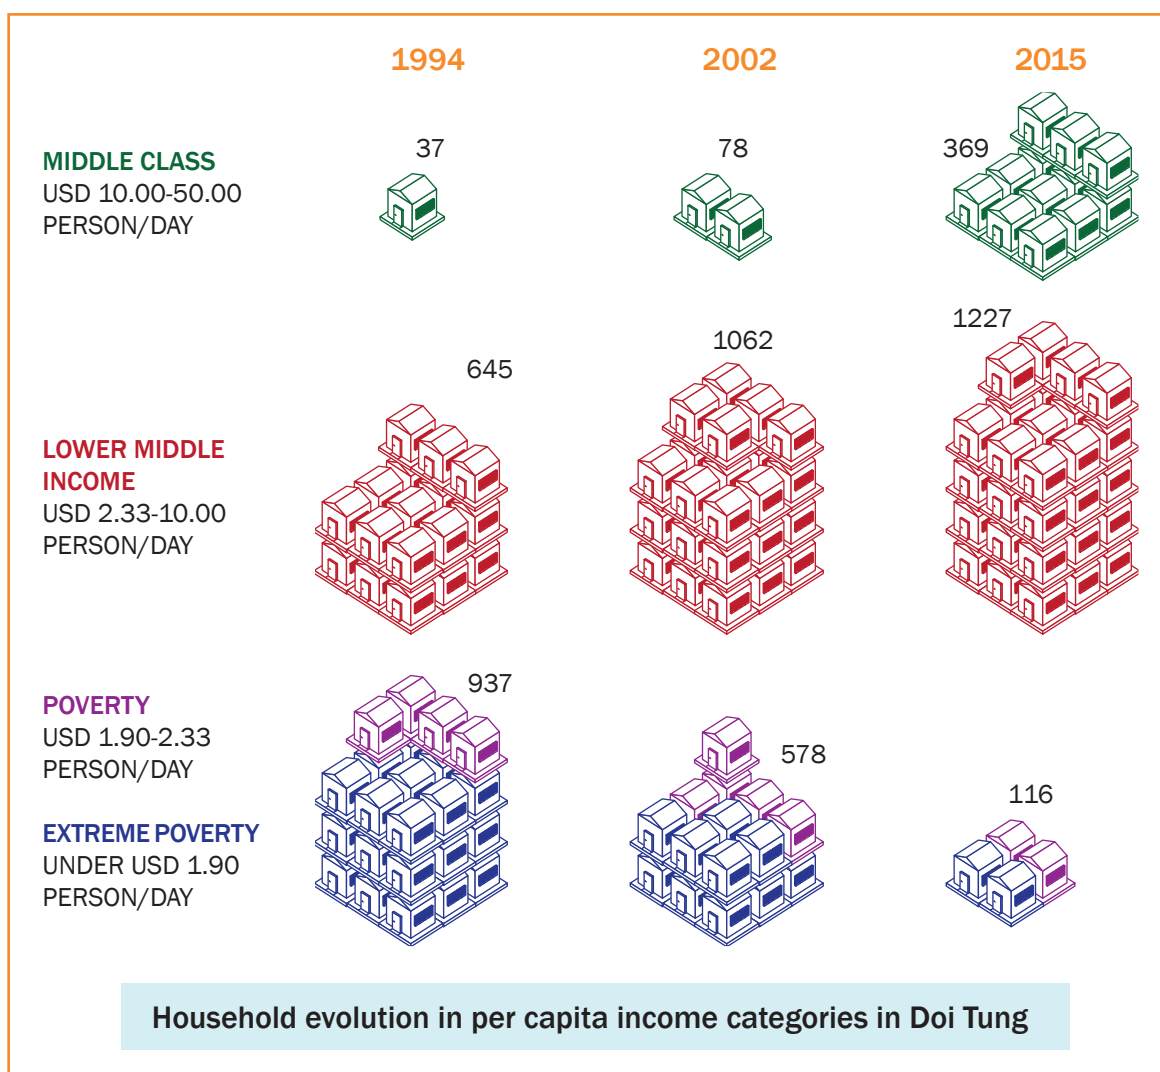 1994 2002 2015
MIDDLE CLASS
USD 10.00-50.00
PERSON/DAY
37
78
369
LOWER MIDDLE
INCOME
USD 2.33-10.00
PERSON/DAY
645
1062
1227
POVERTY
USD 1.90-2.33
PERSON/DAY
EXTREME POVERTY
UNDER USD 1.90
PERSON/DAY
937
578
116
Household evolution in per capita income categories in Doi Tung